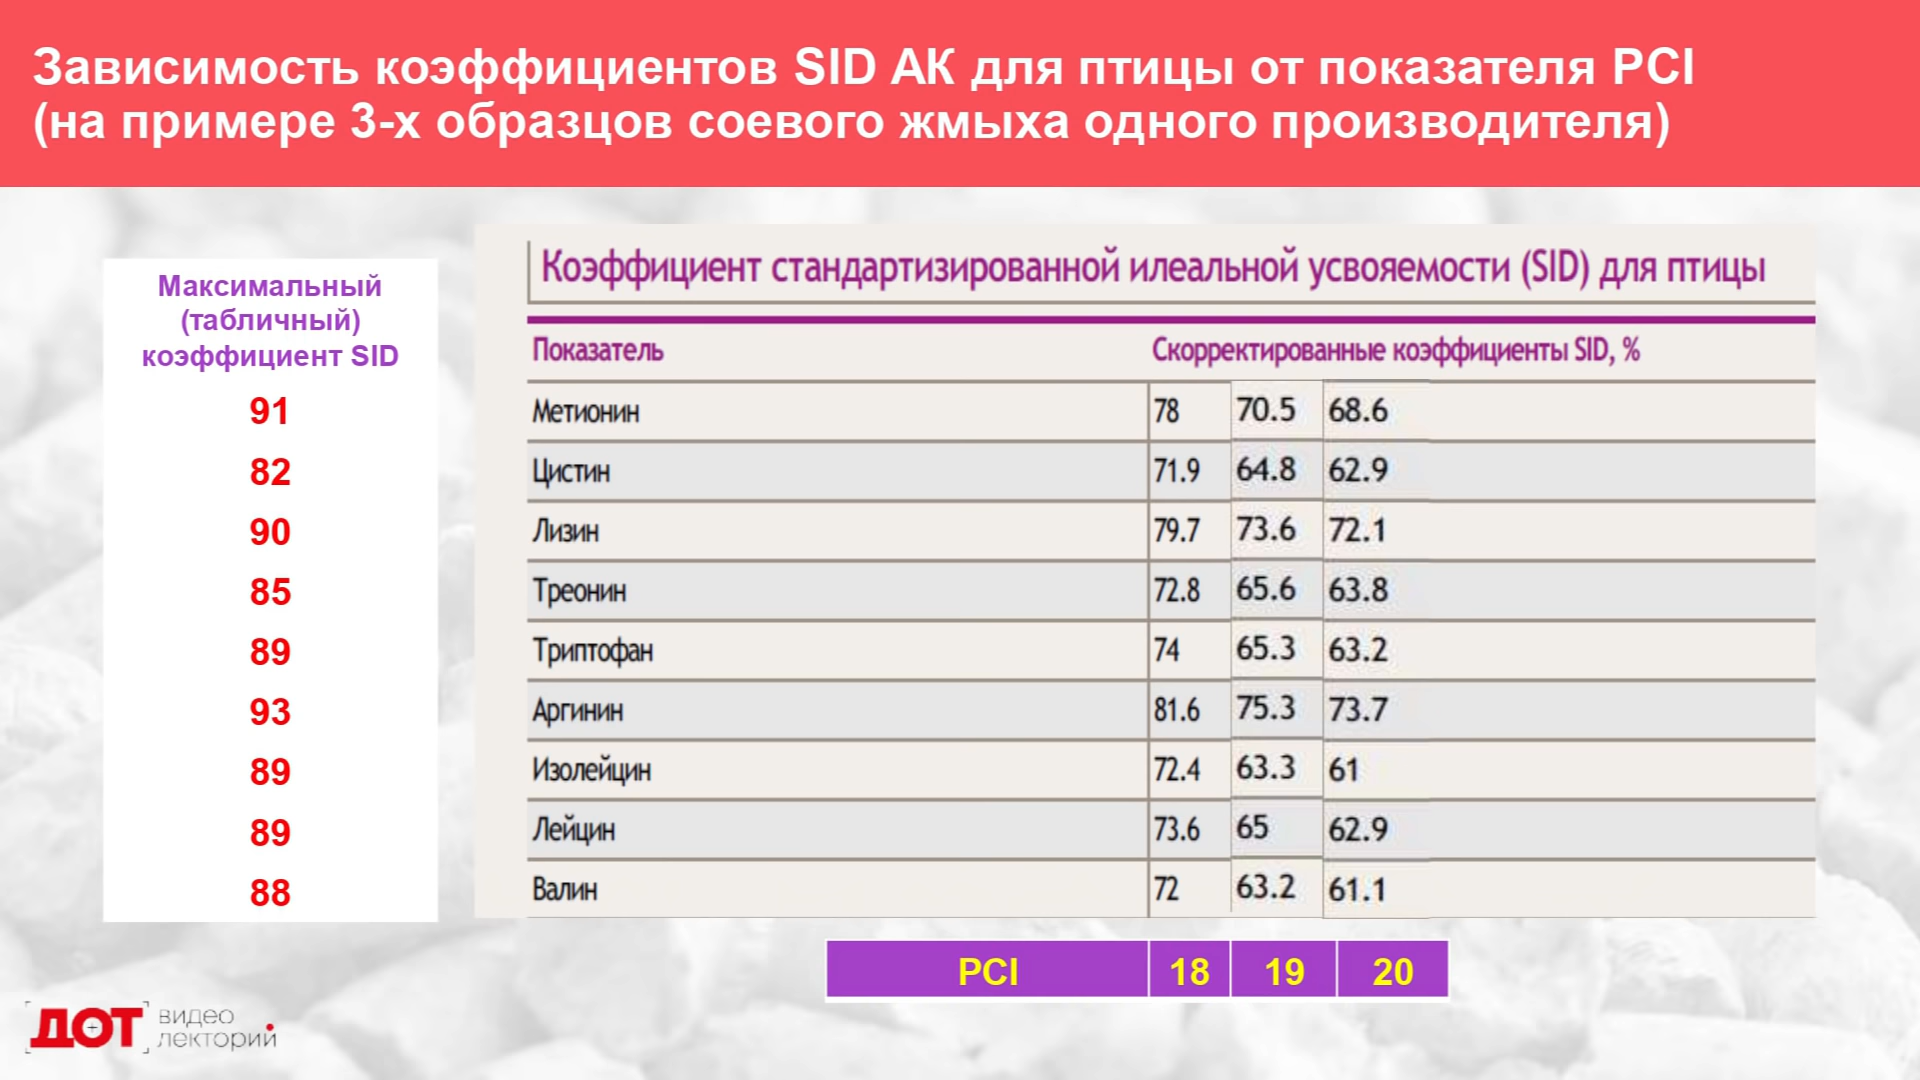 Зависимость коэффициентов SID АК для птицы от показателя PCI
(на примере 3-х образцов соевого жмыха одного производителя)
Максимальный
(табличный)
коэффициент SID
91
82
90
85
89
93
89
89
88
Коэффициент стандартизированной илеальной усвояемости (SID) для птицы
Показатель Скорректированные коэффициенты SID, %
Метионин 78 70.5 68.6
Цистин 71.9 64.8 62.9
Лизин 79.7 73.6 72.1
Треонин 72.8 65.6 63.8
Триптофан 74 65.3 63.2
Аргинин 81.6 75.3 73.7
Изолейцин 72.4 63.3 61
Лейцин 73.6 65 62.9
Валин 72 63.2 61.1
PCI 18 19 20
ДОТ видео
лекторий